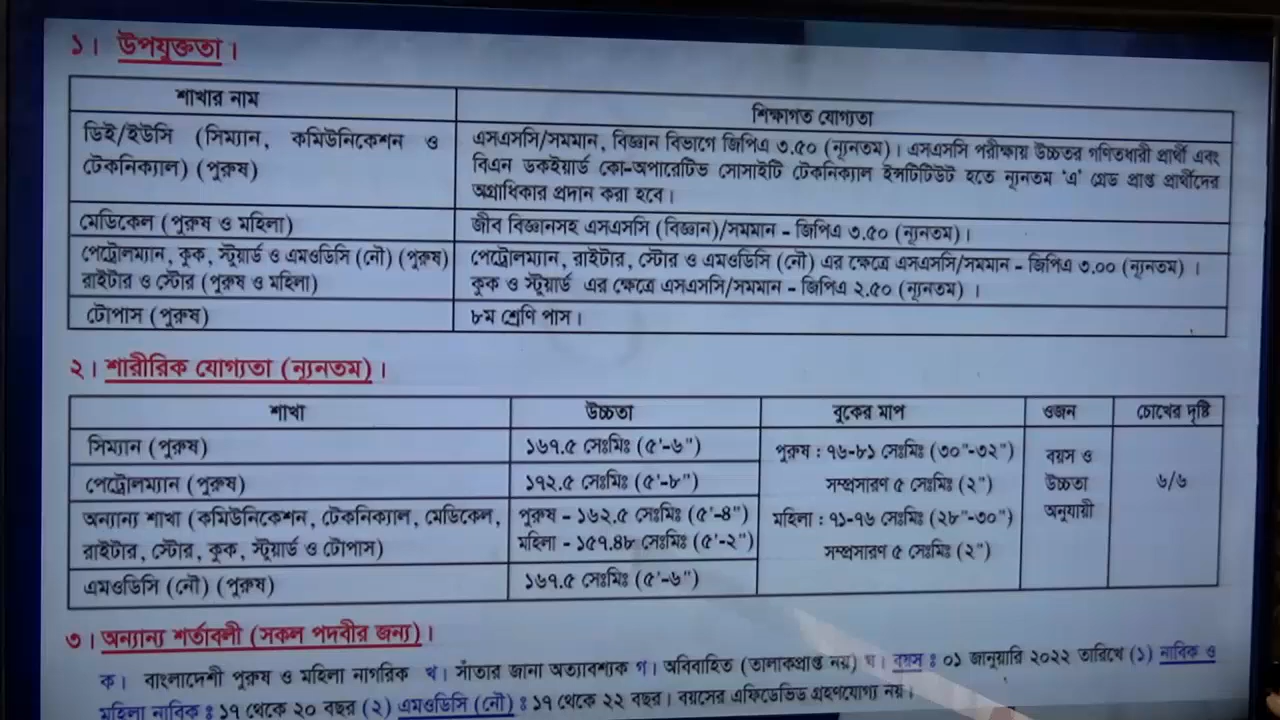 ১। উপযুক্ততা।
শাখার নাম
শিক্ষাগত যোগ্যতা
ডিই/ইউসি (সিম্যান, কমিউনিকেশন ও
টেকনিক্যাল) (পুরুষ)
এসএসসি/সমমান, বিজ্ঞান বিভাগে জিপিএ ৩.৫০ (ন্যূনতম)। এসএসসি পরীক্ষায় উচ্চতর গণিতধারী প্রার্থী এবং
বিএন ডকইয়ার্ড কো-অপারেটিভ সোসাইটি টেকনিক্যাল ইন্সটিটিউট হতে ন্যূনতম 'এ' গ্রেড প্রাপ্ত প্রার্থীদের
অগ্রাধিকার প্রদান করা হবে।
মেডিকেল (পুরুষ ও মহিলা)
জীব বিজ্ঞানসহ এসএসসি (বিজ্ঞান)/সমমান - জিপিএ ৩.৫০ (ন্যূনতম)।
পেট্রোলম্যান, কুক, স্টুয়ার্ড ও এমওডিসি (নৌ) (পুরুষ)
রাইটার ও স্টোর (পুরুষ ও মহিলা)
পেট্রোলম্যান, রাইটার, স্টোর ও এমওডিসি (নৌ) এর ক্ষেত্রে এসএসসি/সমমান - জিপিএ ৩.০০ (ন্যূনতম) ।
কুক ও স্টুয়ার্ড এর ক্ষেত্রে এসএসসি/সমমান - জিপিএ ২.৫০ (ন্যূনতম) ।
টোপাস (পুরুষ)
৮ম শ্রেণি পাস।
২। শারীরিক যোগ্যতা (ন্যূনতম)।
শাখা
উচ্চতা
বুকের মাপ
ওজন
চোখের দৃষ্টি
সিম্যান (পুরুষ)
১৬৭.৫ সেঃমিঃ (৫'-৬")
পেট্রোলম্যান (পুরুষ)
১৭২.৫ সেঃমিঃ (৫'-৮")
অন্যান্য শাখা (কমিউনিকেশন, টেকনিক্যাল, মেডিকেল,
রাইটার, স্টোর, কুক, স্টুয়ার্ড ও টোপাস)
পুরুষ - ১৬২.৫ সেঃমিঃ (৫'-৪")
মহিলা - ১৫৭.৪৮ সেঃমিঃ (৫'-২")
এমওডিসি (নৌ) (পুরুষ)
১৬৭.৫ সেঃমিঃ (৫'-৬")
পুরুষ : ৭৬-৮১ সেঃমিঃ (৩০"-৩২")
সম্প্রসারণ ৫ সেঃমিঃ (২")
মহিলা : ৭১-৭৬ সেঃমিঃ (২৮"-৩০")
সম্প্রসারণ ৫ সেঃমিঃ (২")
বয়স ও
উচ্চতা
অনুযায়ী
৬/৬
৩। অন্যান্য শর্তাবলী (সকল পদবীর জন্য)।
ক। বাংলাদেশী পুরুষ ও মহিলা নাগরিক খ। সাঁতার জানা অত্যাবশ্যক গ। অবিবাহিত (তালাকপ্রাপ্ত নয়) ঘ। বয়স : ০১ জানুয়ারি ২০২২ তারিখে (১) নাবিক ও
মহিলা নাবিক : ১৭ থেকে ২০ বছর (২) এমওডিসি (নৌ) : ১৭ থেকে ২২ বছর। বয়সের এফিডেভিড গ্রহণযোগ্য নয়।